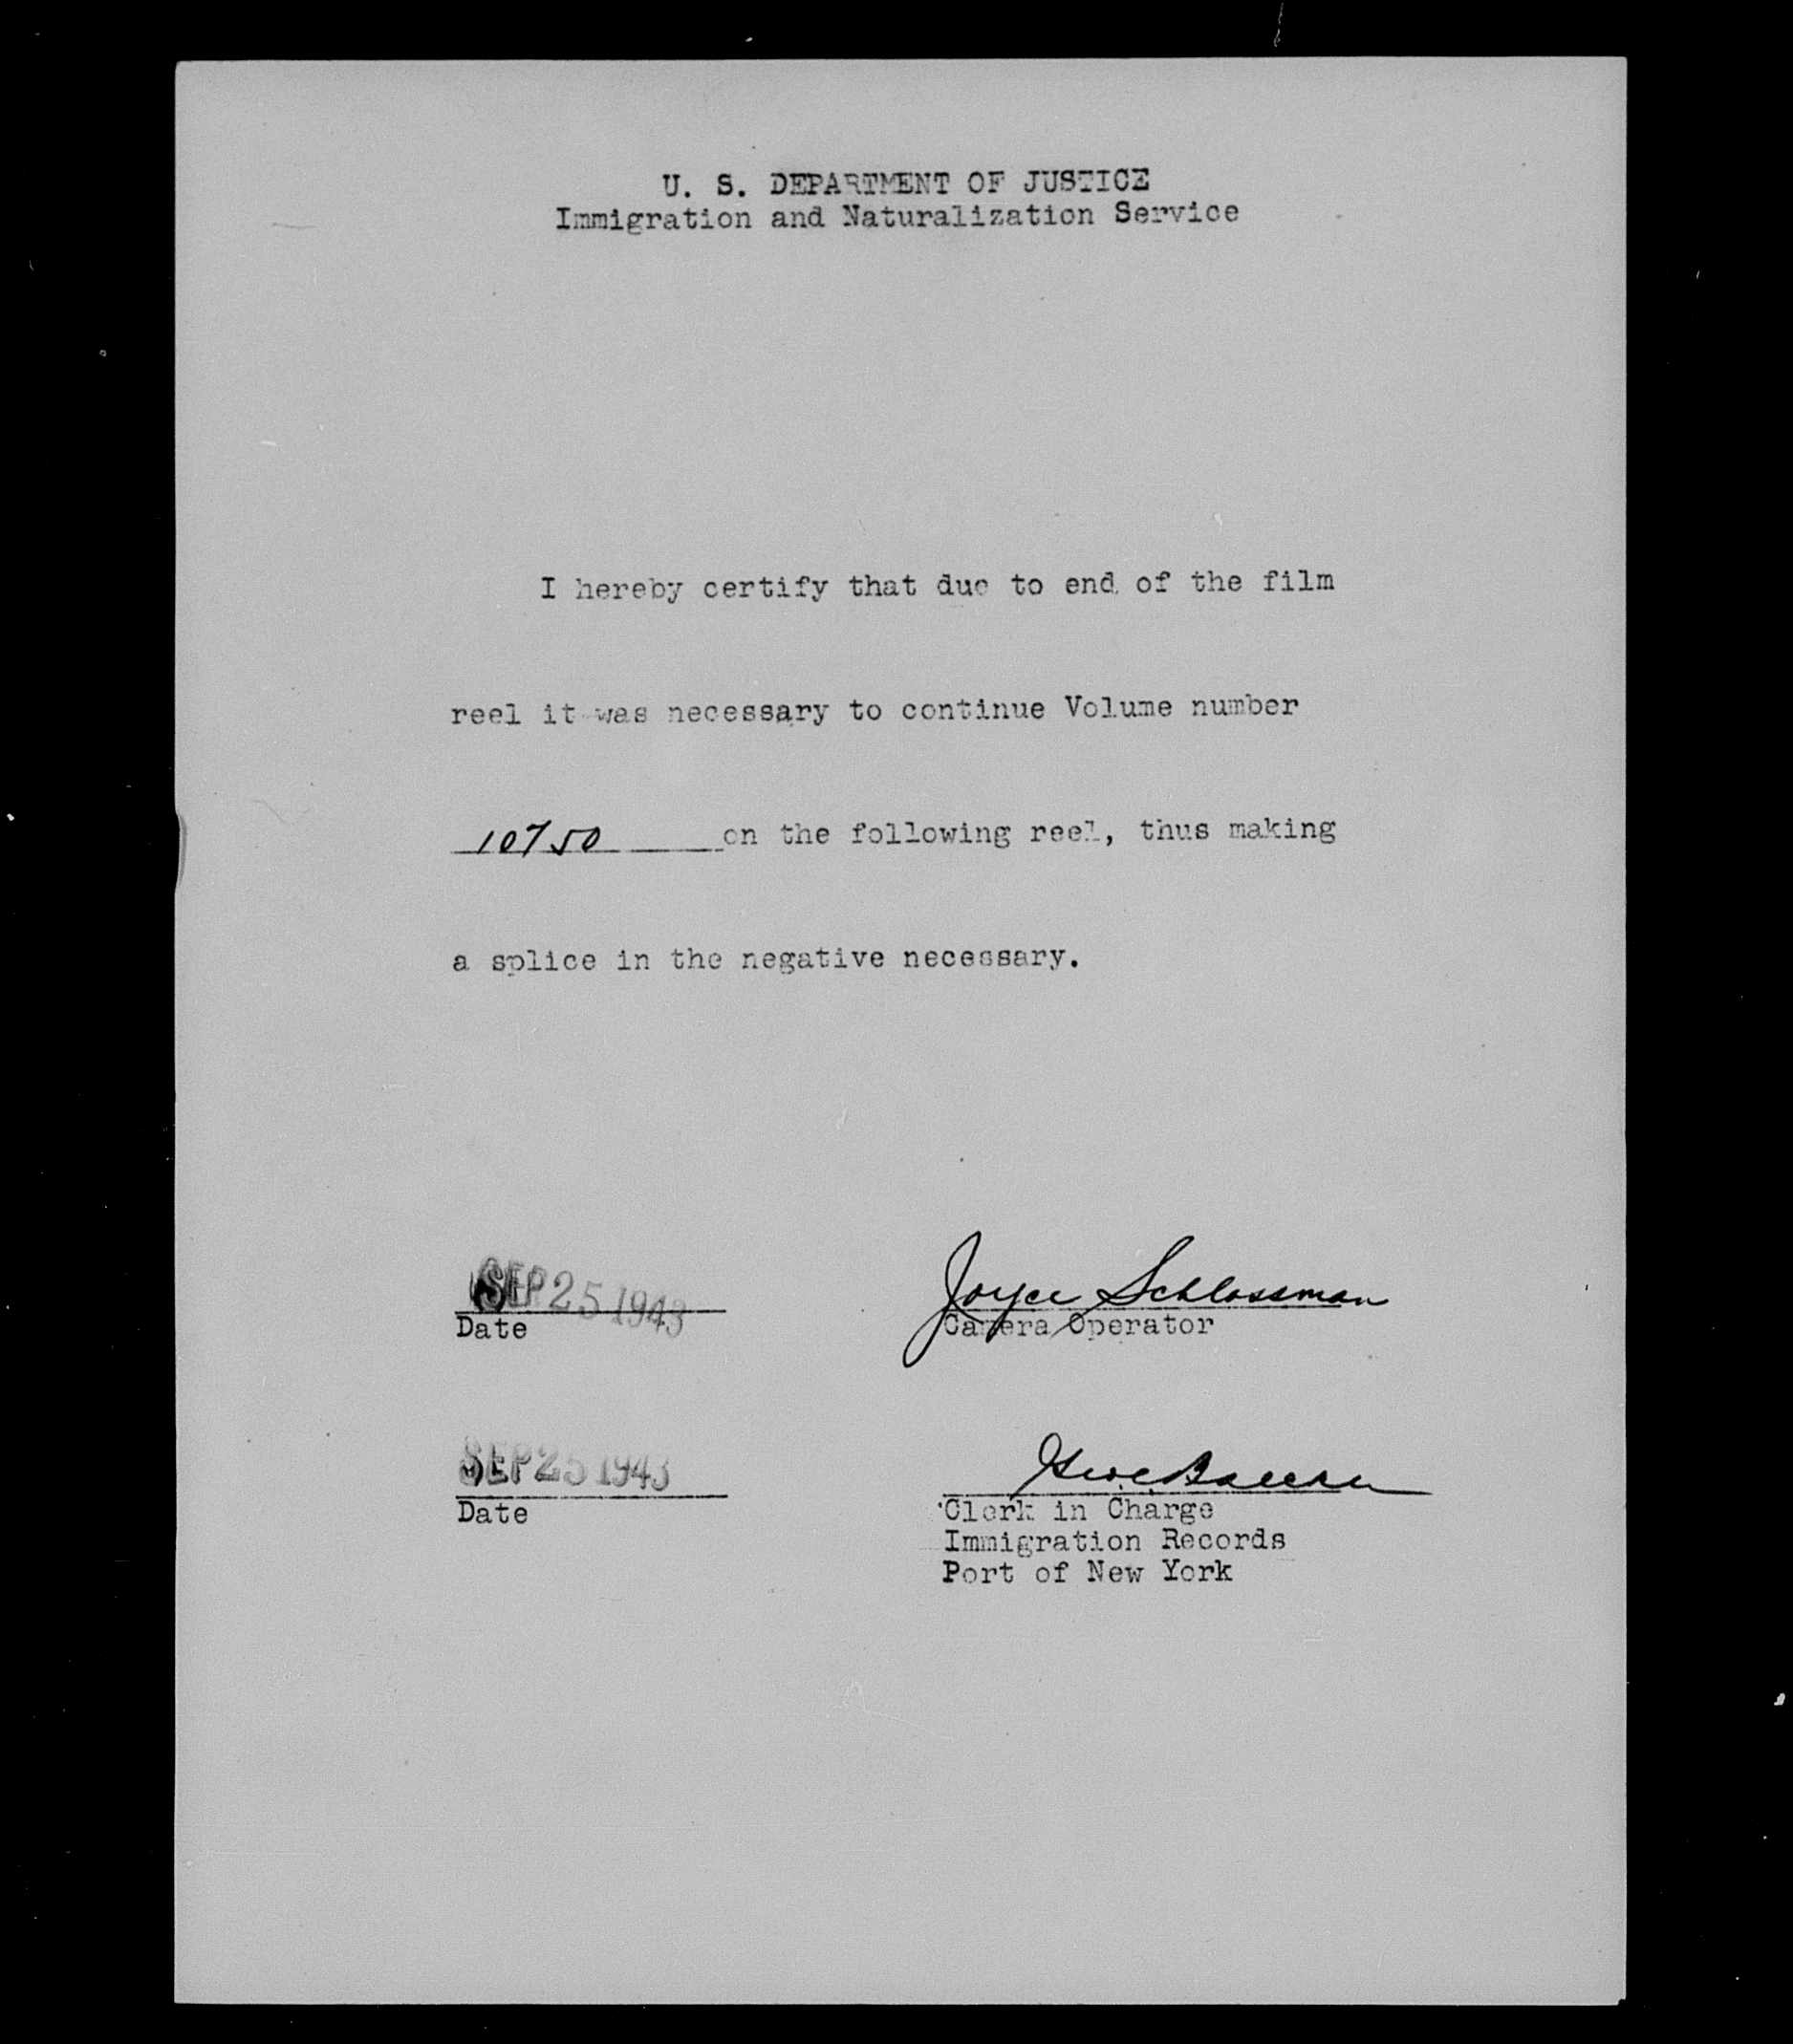 U. S. DEPARTMENT OF JUSTICE
Immigration and Naturalization Service
I hereby certify that due to end of the film
reel it was necessary to continue Volume number
10750 on the following reel, thus making
a splice in the negative necessary.
SEP 25 1943
Joyce Schlossman
Date
Camera Operator
SEP 25 1943
Date
Clerk in Charge
Immigration Records
Port of New York